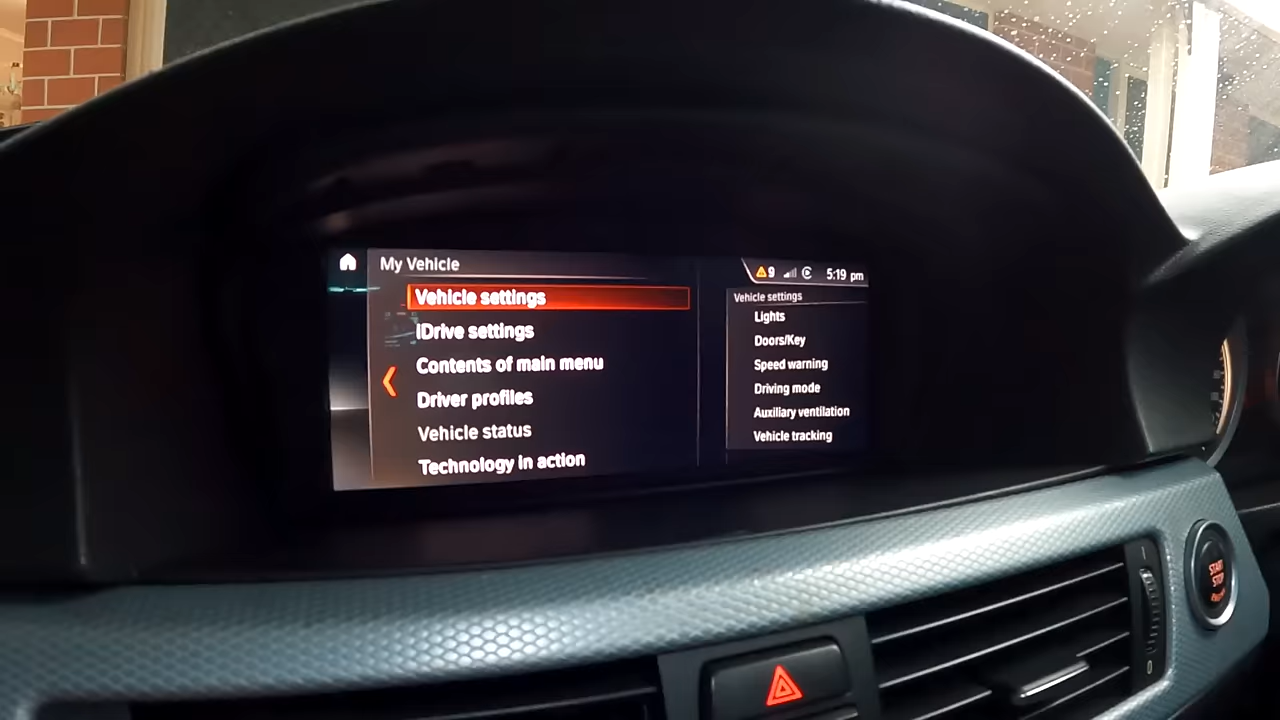 My Vehicle
9
5:19 pm
Vehicle settings
iDrive settings
Contents of main menu
Driver profiles
Vehicle status
Technology in action
Vehicle settings
Lights
Doors/Key
Speed warning
Driving mode
Auxiliary ventilation
Vehicle tracking
START
STOP
0